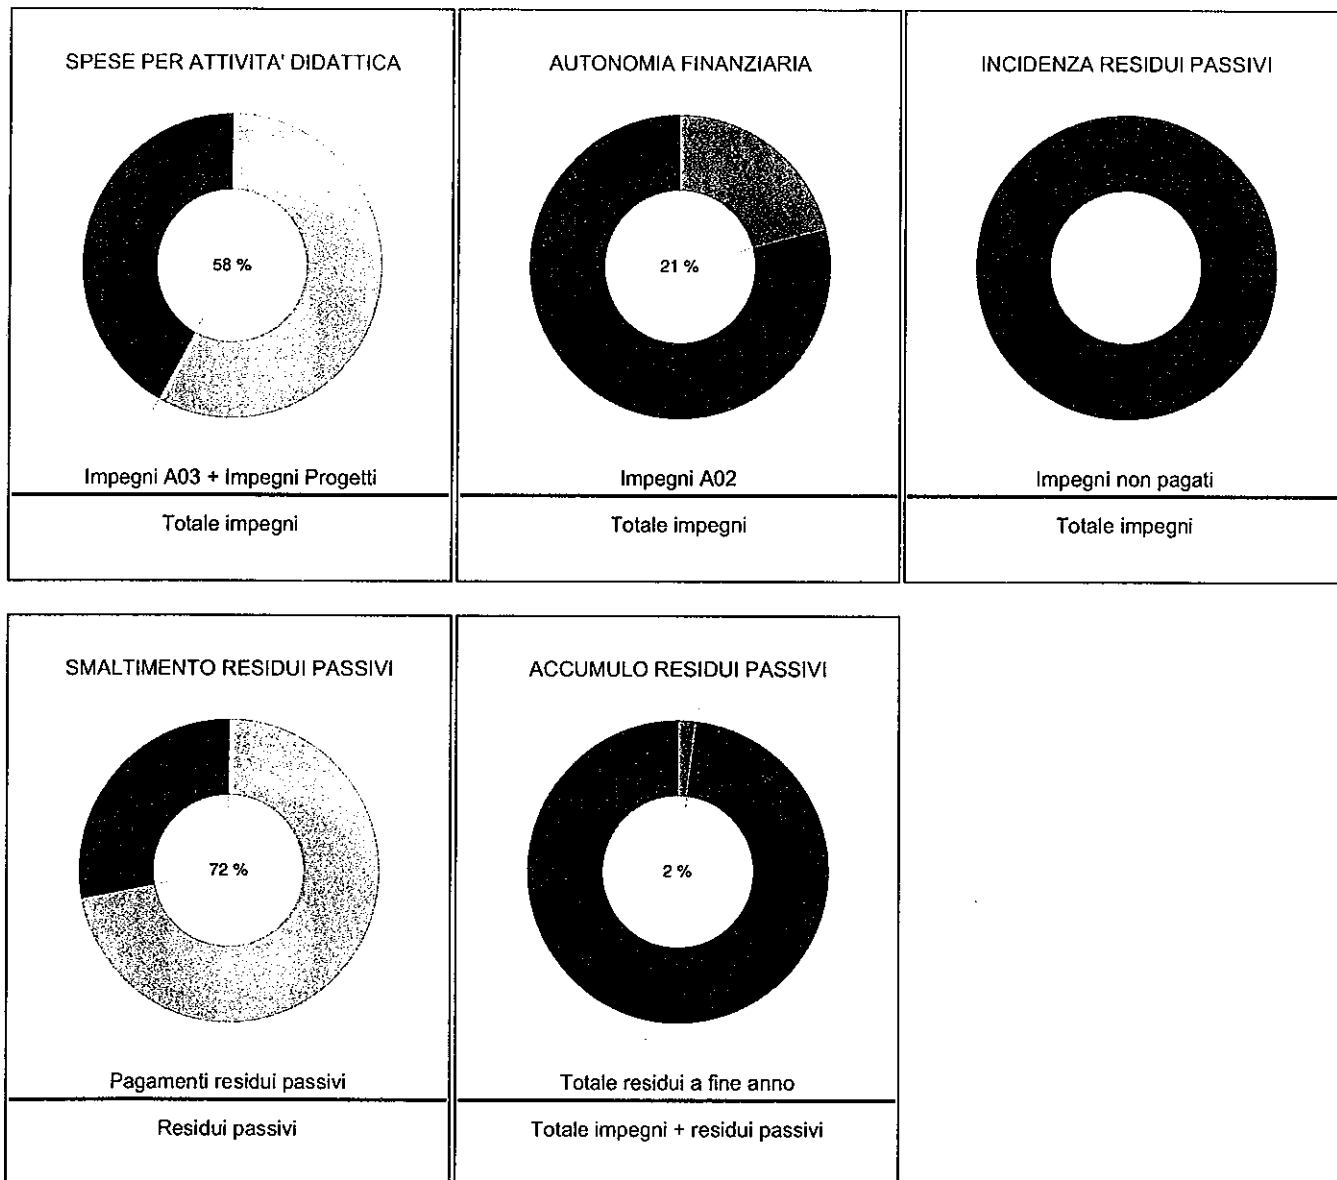 SPESE PER ATTIVITA' DIDATTICA
58 %
Impegni A03 + Impegni Progetti
Totale impegni
AUTONOMIA FINANZIARIA
21 %
Impegni A02
Totale impegni
INCIDENZA RESIDUI PASSIVI
Impegni non pagati
Totale impegni
SMALTIMENTO RESIDUI PASSIVI
72 %
Pagamenti residui passivi
Residui passivi
ACCUMULO RESIDUI PASSIVI
2 %
Totale residui a fine anno
Totale impegni + residui passivi